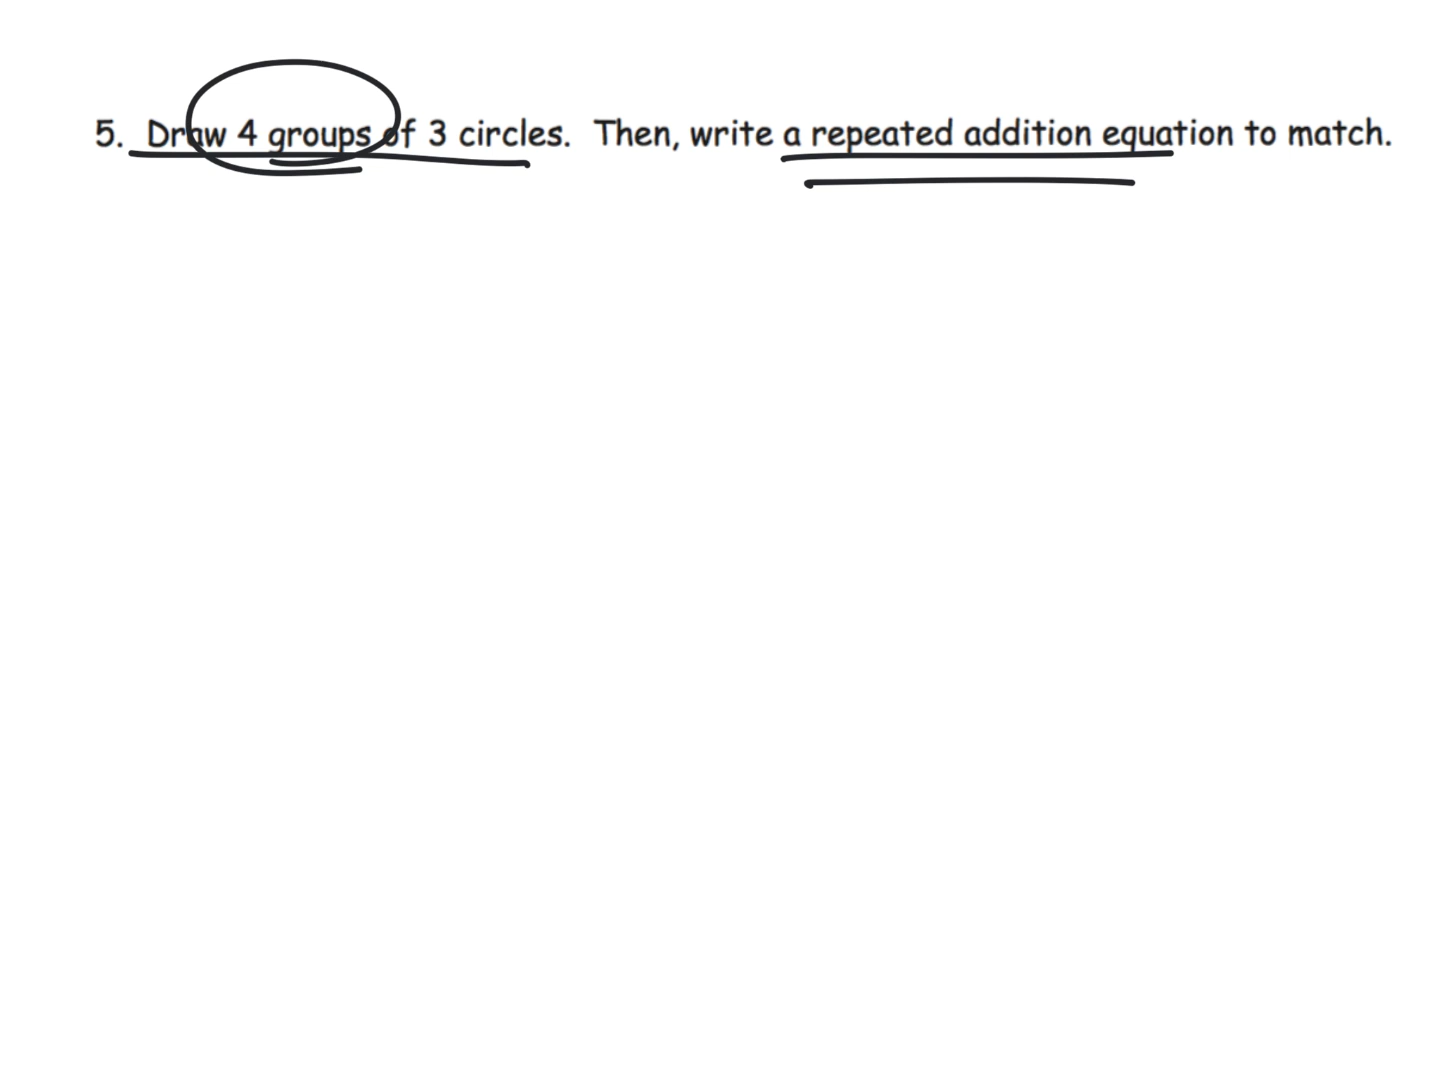 5. Draw 4 groups of 3 circles. Then, write a repeated addition equation to match.